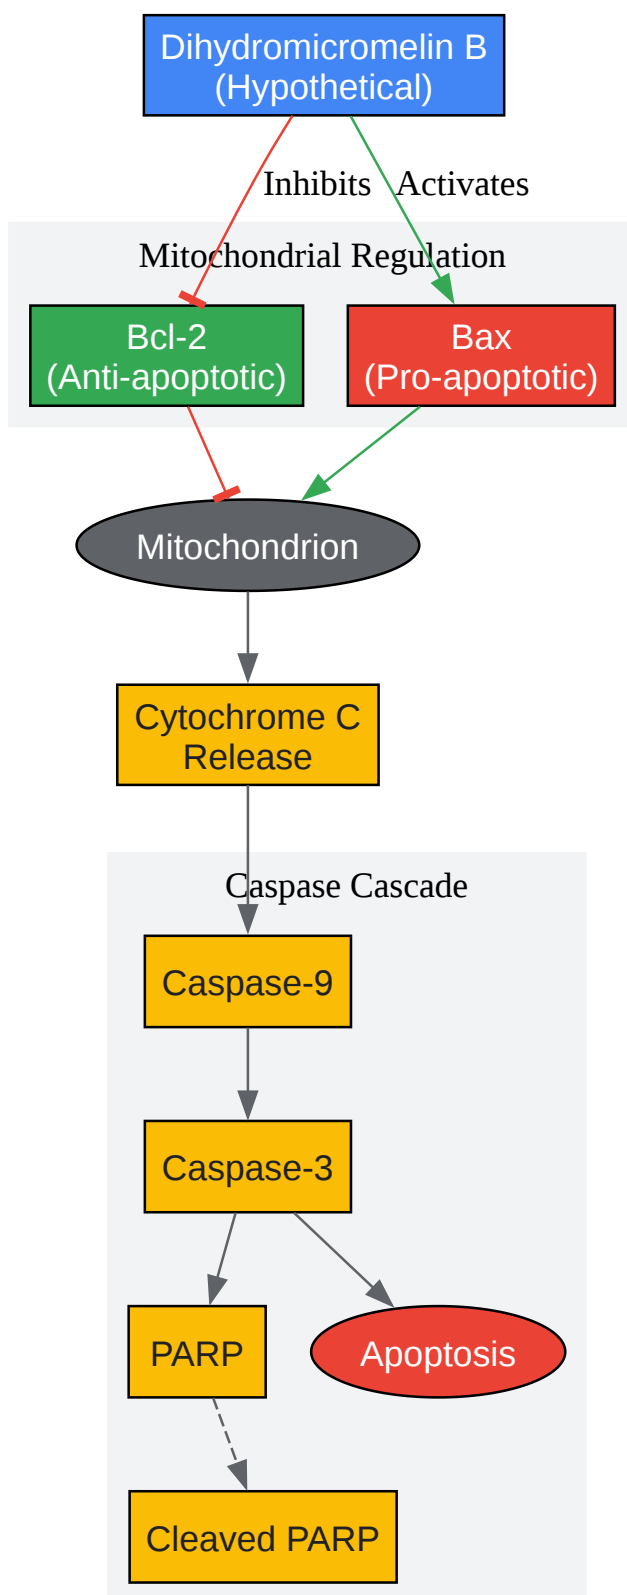 Dihydromicromelin B
(Hypothetical)
Inhibits
Activates
Mitochondrial Regulation
Bcl-2
(Anti-apoptotic)
Bax
(Pro-apoptotic)
Mitochondrion
Cytochrome C
Release
Caspase Cascade
Caspase-9
Caspase-3
PARP
Apoptosis
Cleaved PARP